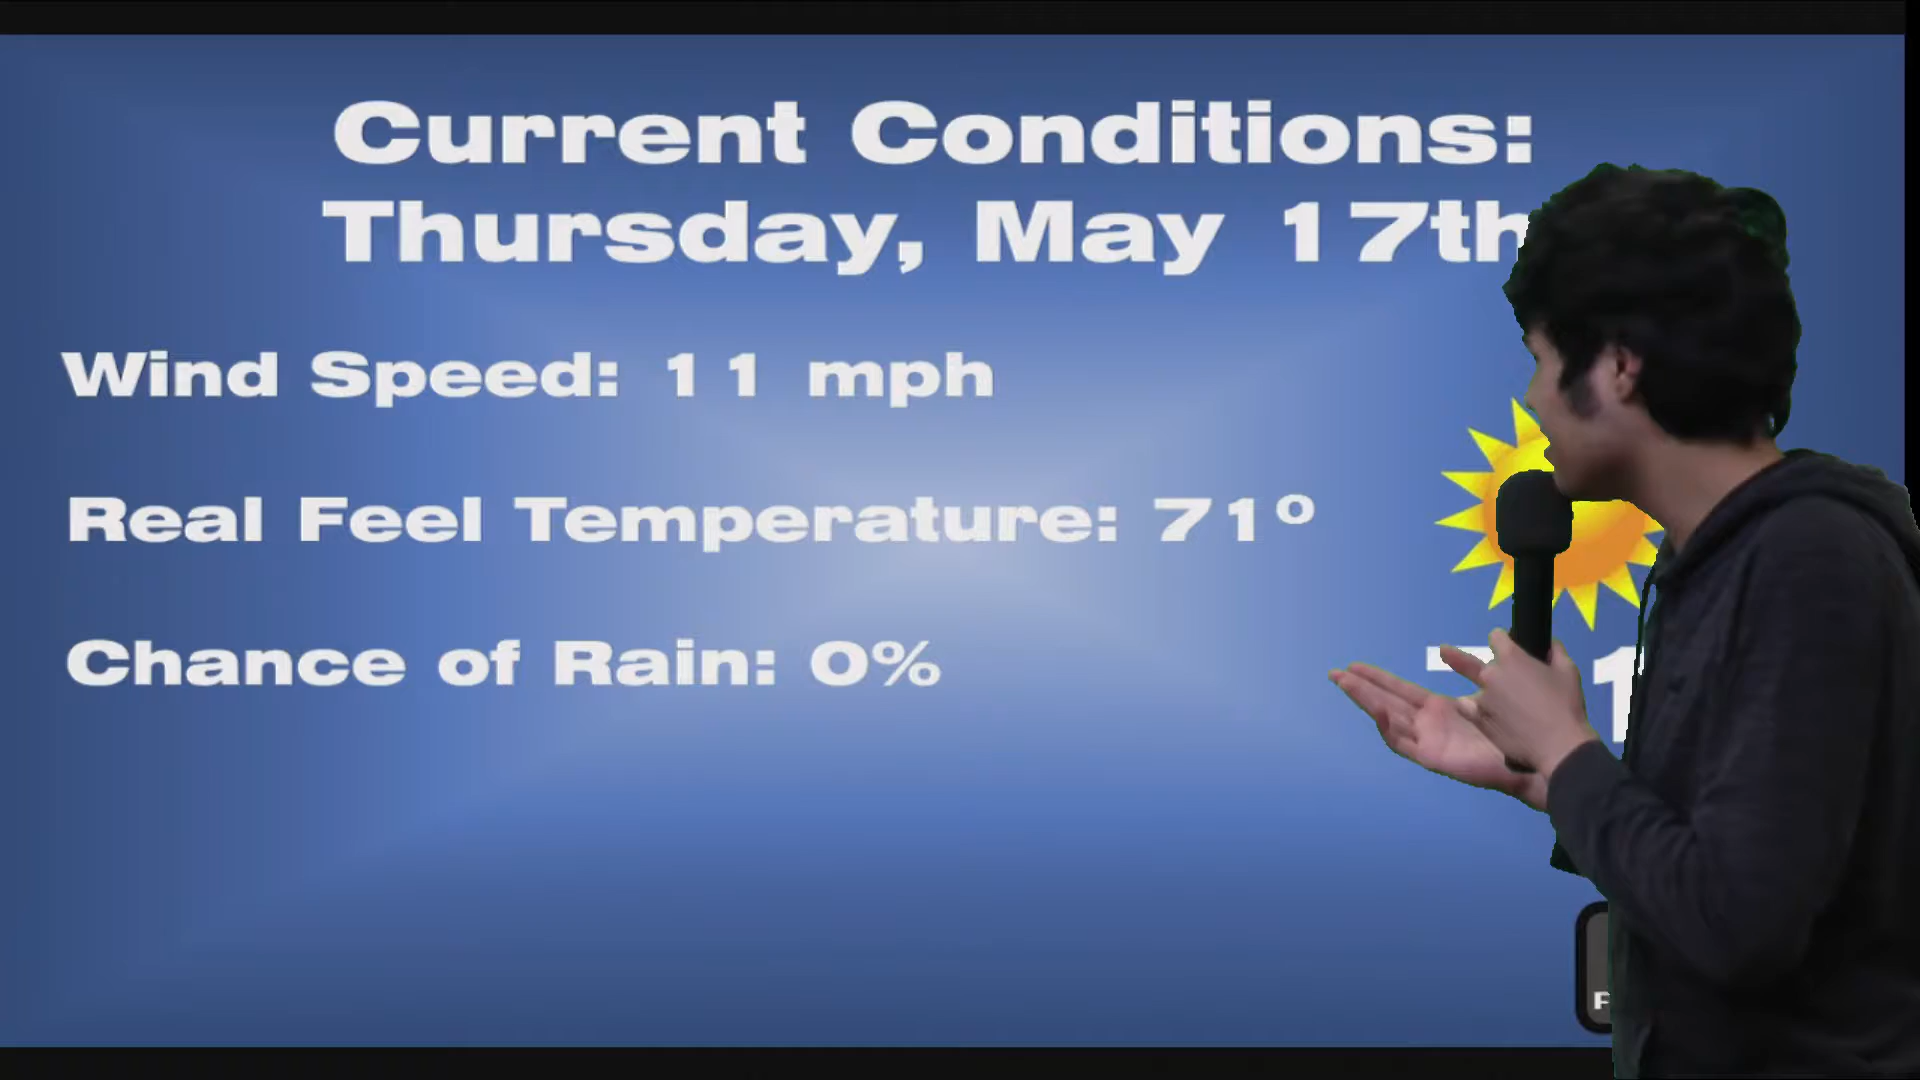 Current Conditions:
Thursday, May 17th
Wind Speed: 11 mph
Real Feel Temperature: 71°
Chance of Rain: 0%